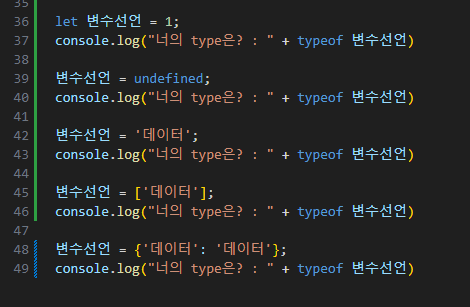 35
36 let 변수선언 = 1;
37 console.log("너의 type은? : " + typeof 변수선언)
38
39 변수선언 = undefined;
40 console.log("너의 type은? : " + typeof 변수선언)
41
42 변수선언 = '데이터';
43 console.log("너의 type은? : " + typeof 변수선언)
44
45 변수선언 = ['데이터'];
46 console.log("너의 type은? : " + typeof 변수선언)
47
48 변수선언 = {'데이터': '데이터'};
49 console.log("너의 type은? : " + typeof 변수선언)